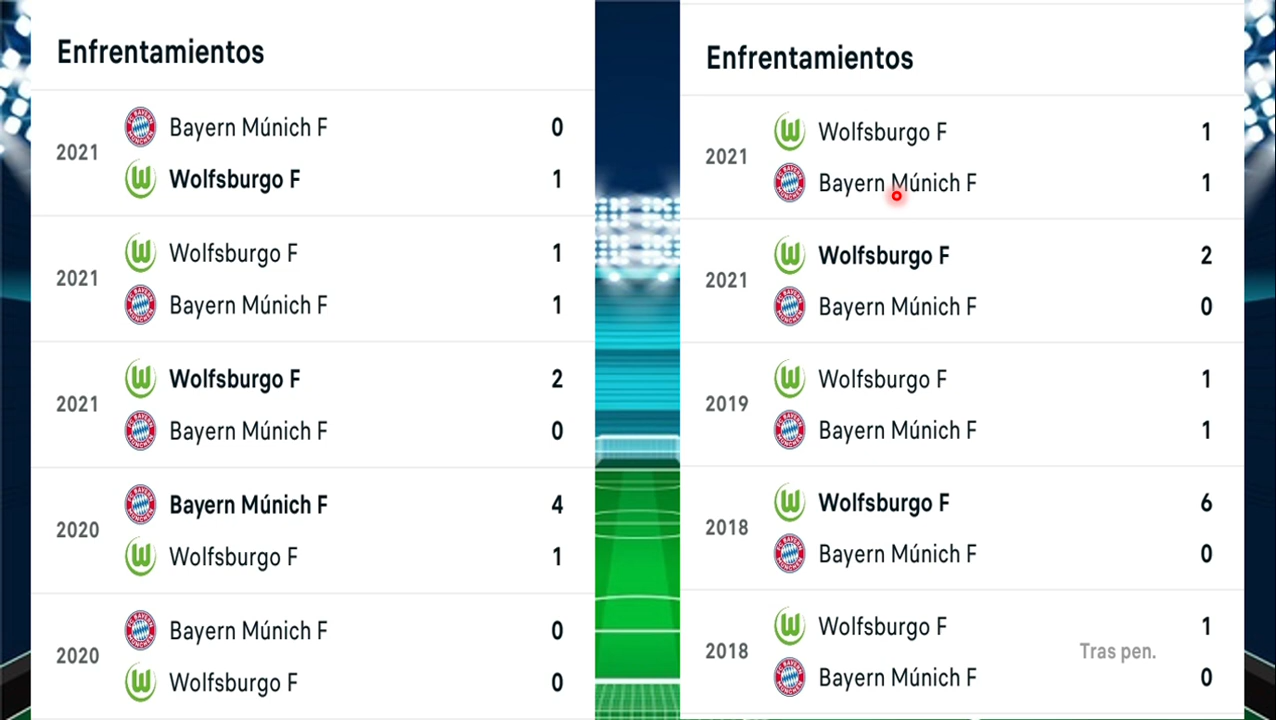 Enfrentamientos
2021
Bayern Múnich F 0
Wolfsburgo F 1
2021
Wolfsburgo F 1
Bayern Múnich F 1
2021
Wolfsburgo F 2
Bayern Múnich F 0
2020
Bayern Múnich F 4
Wolfsburgo F 1
2020
Bayern Múnich F 0
Wolfsburgo F 0
Enfrentamientos
2021
Wolfsburgo F 1
Bayern Múnich F 1
2021
Wolfsburgo F 2
Bayern Múnich F 0
2019
Wolfsburgo F 1
Bayern Múnich F 1
2018
Wolfsburgo F 6
Bayern Múnich F 0
2018
Wolfsburgo F 1
Tras pen.
Bayern Múnich F 0